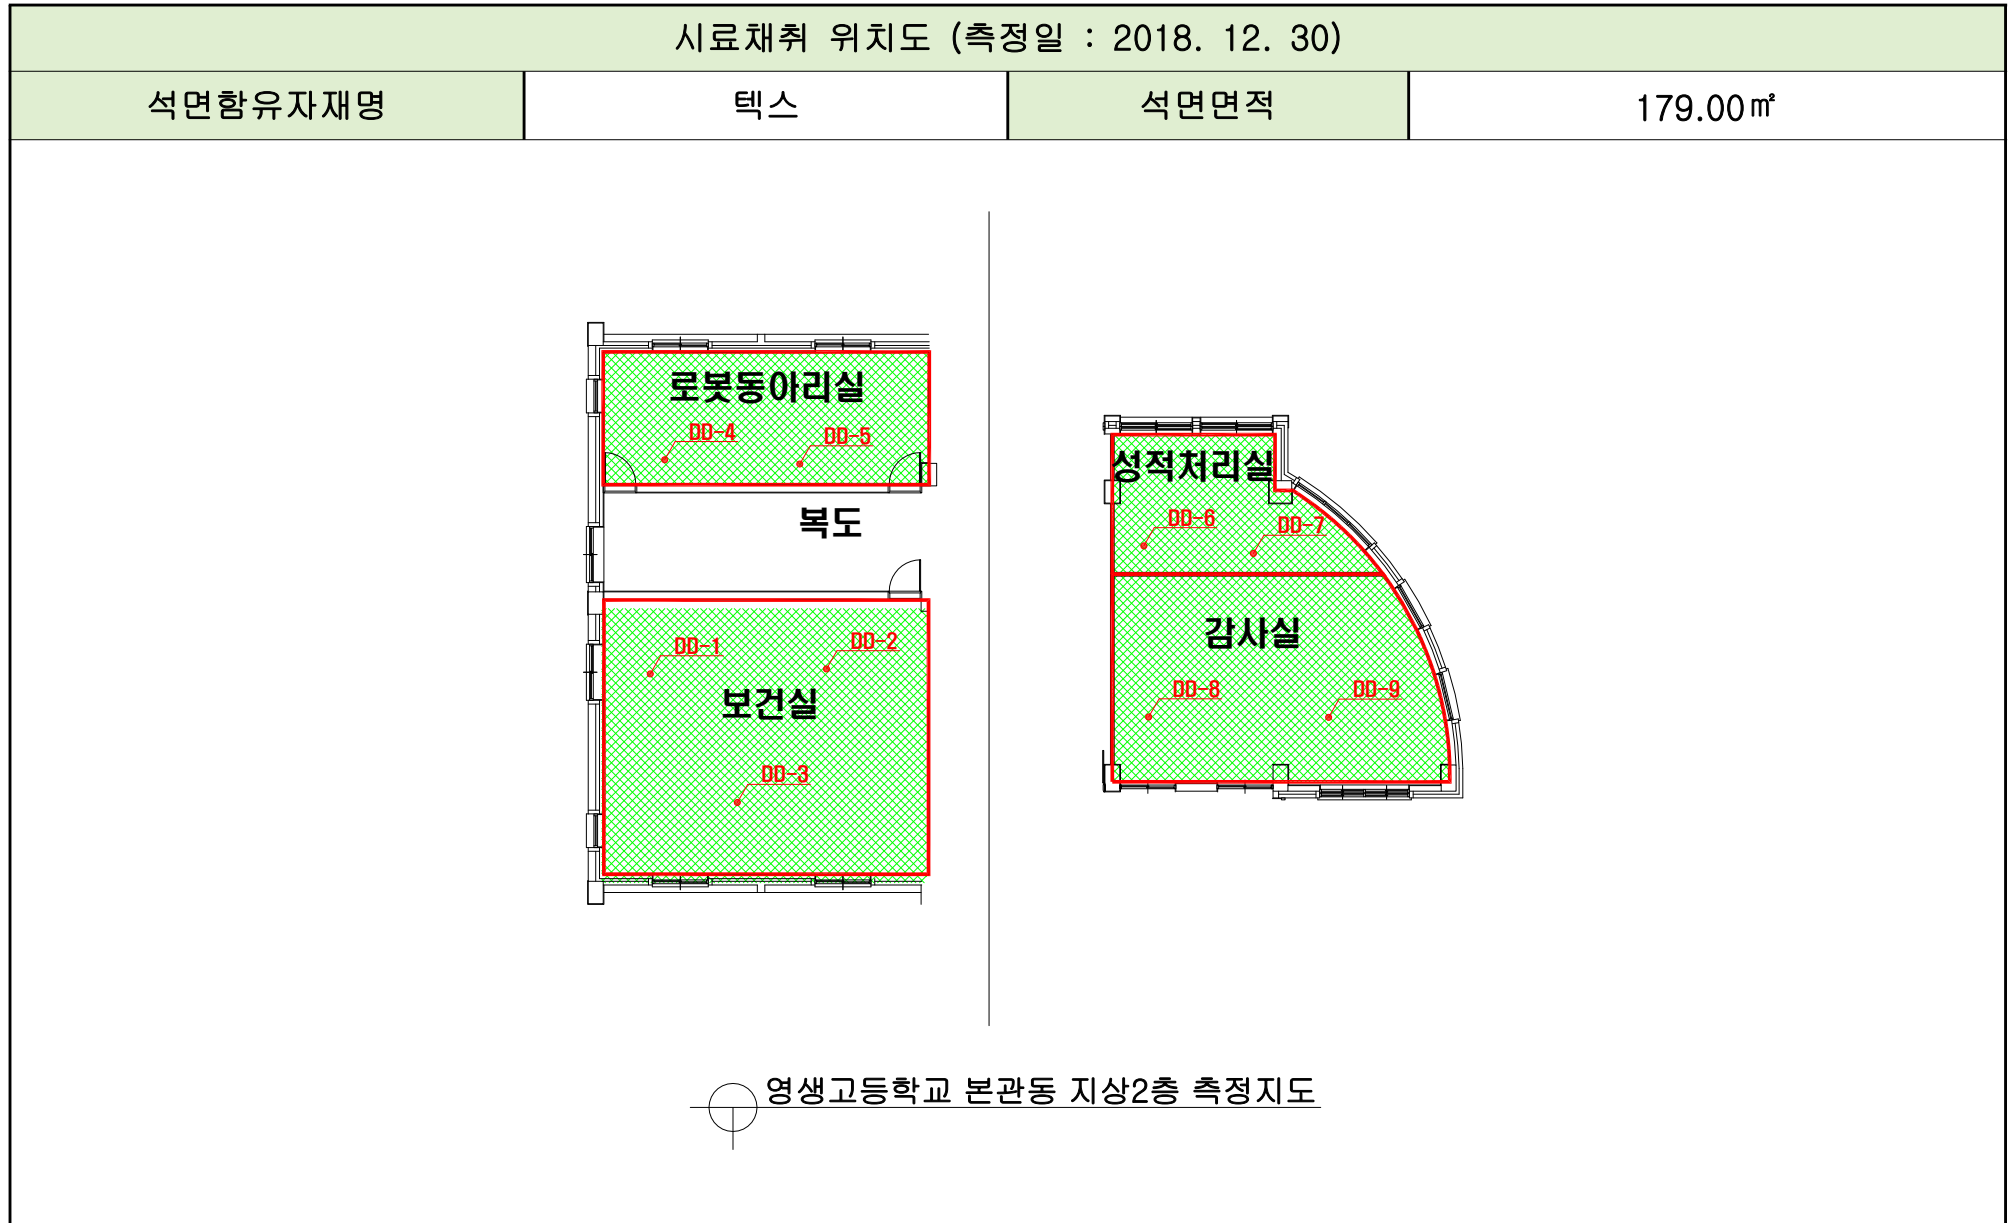 시료채취 위치도 (측정일 : 2018. 12. 30)
석면함유자재명 텍스 석면면적 179.00㎡
로봇동아리실
DD-4 DD-5
복도
DD-1 DD-2
보건실
DD-3
성적처리실
DD-6 DD-7
감사실
DD-8 DD-9
영생고등학교 본관동 지상2층 측정지도